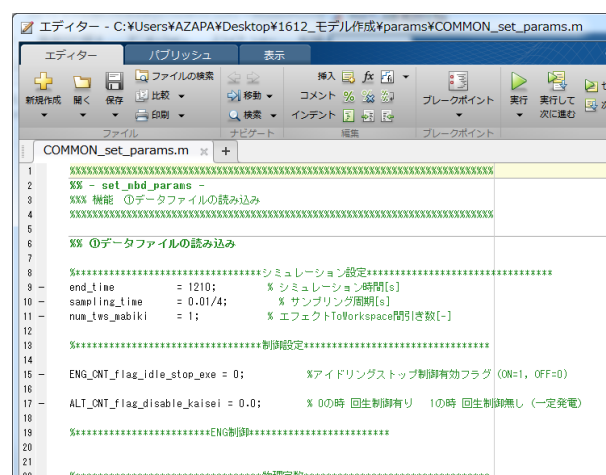 エディター - C:¥Users¥AZAPA¥Desktop¥1612_モデル作成¥params¥COMMON_set_params.m
エディター パブリッシュ 表示
新規作成 開く 保存 ファイルの検索 比較 印刷 移動 検索 挿入 fx コメント インデント ブレークポイント 実行 実行して次に進む
ファイル ナビゲート 編集 ブレークポイント
COMMON_set_params.m × +
1 %%%%%%%%%%%%%%%%%%%%%%%%%%%%%%%%%%%%%%%%%%%%%%%%%%%%%%%%%%%%%%%%%%%%%%
2 %% - set_mbd_params -
3 %%% 機能 ①データファイルの読み込み
4 %%%%%%%%%%%%%%%%%%%%%%%%%%%%%%%%%%%%%%%%%%%%%%%%%%%%%%%%%%%%%%%%%%%%%%
5
6 %% ①データファイルの読み込み
7
8 %*******************************シミュレーション設定*******************************
9 - end_time = 1210; % シミュレーション時間[s]
10 - sampling_time = 0.01/4; % サンプリング周期[s]
11 - num_tws_mabiki = 1; % エフェクトToWorkspace間引き数[-]
12
13 %*******************************制御設定*******************************
14
15 - ENG_CNT_flag_idle_stop_exe = 0; %アイドリングストップ制御有効フラグ (ON=1, OFF=0)
16
17 - ALT_CNT_flag_disable_kaisei = 0.0; % 0の時 回生制御有り 1の時 回生制御無し (一定発電)
18
19 %***********************ENG制御***********************
20
21